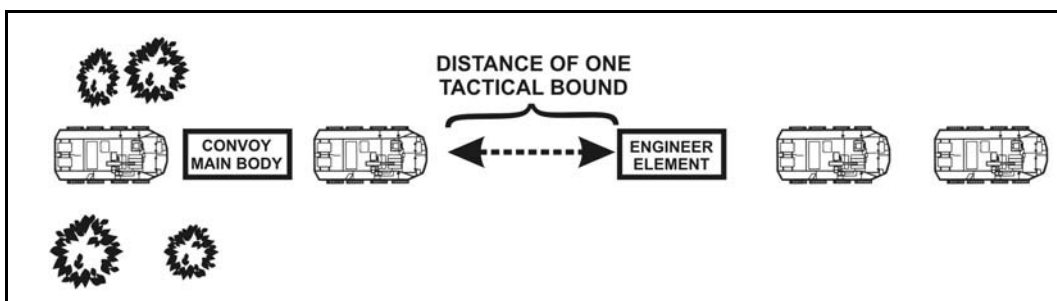 DISTANCE OF ONE
TACTICAL BOUND
CONVOY
MAIN BODY
ENGINEER
ELEMENT